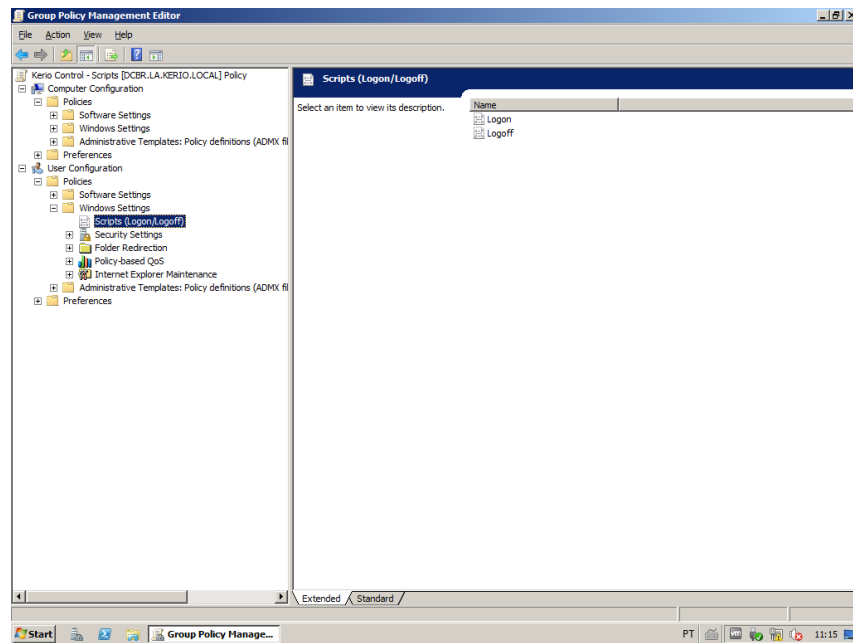 Group Policy Management Editor
File Action View Help
Kerio Control - Scripts [DCBR.LA.KERIO.LOCAL] Policy
Computer Configuration
Policies
Software Settings
Windows Settings
Administrative Templates: Policy definitions (ADMX fil
Preferences
User Configuration
Policies
Software Settings
Windows Settings
Scripts (Logon/Logoff)
Security Settings
Folder Redirection
Policy-based QoS
Internet Explorer Maintenance
Administrative Templates: Policy definitions (ADMX fil
Preferences
Scripts (Logon/Logoff)
Select an item to view its description.
Name
Logon
Logoff
Extended Standard
Start Group Policy Manage... PT 11:15